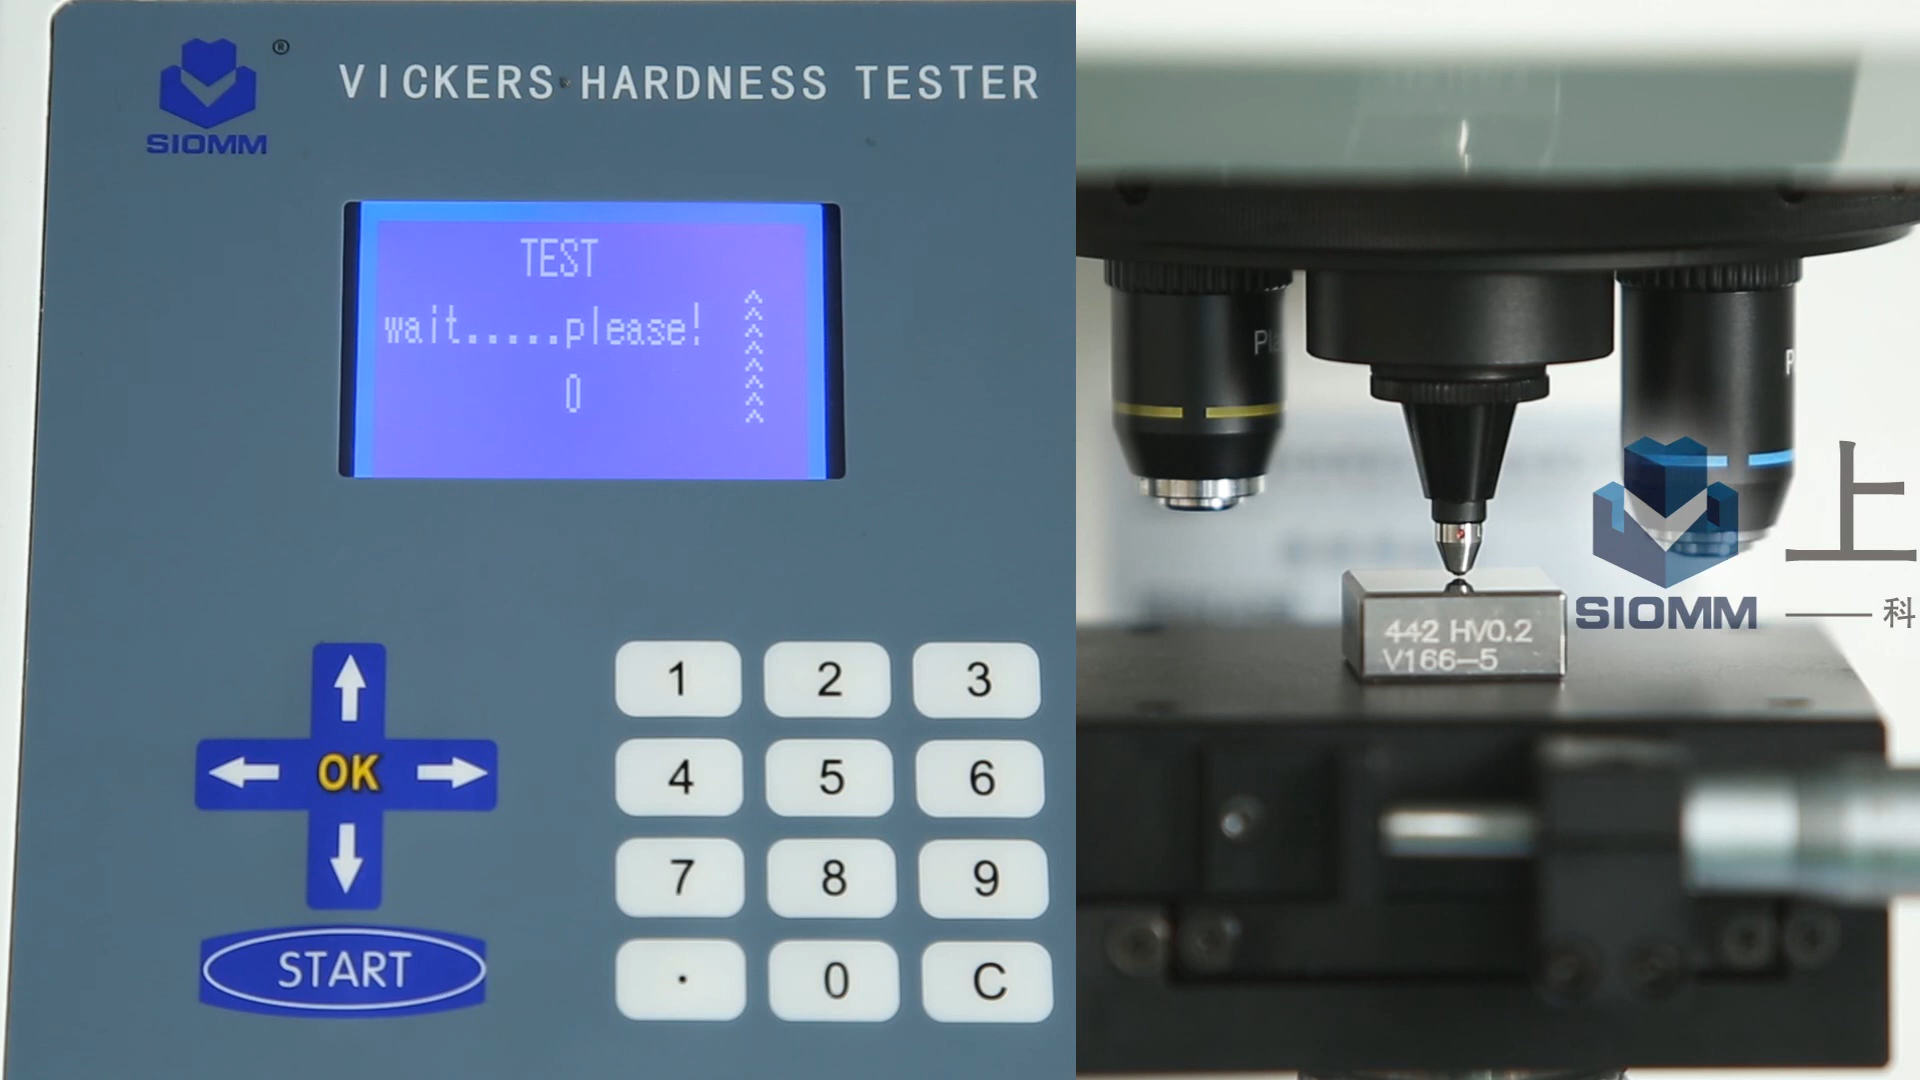 ®
SIOMM
VICKERS HARDNESS TESTER
TEST
wait.....please!
0
OK
START
1 2 3
4 5 6
7 8 9
· 0 C
442 HV0.2
V166-5
SIOMM
上
科